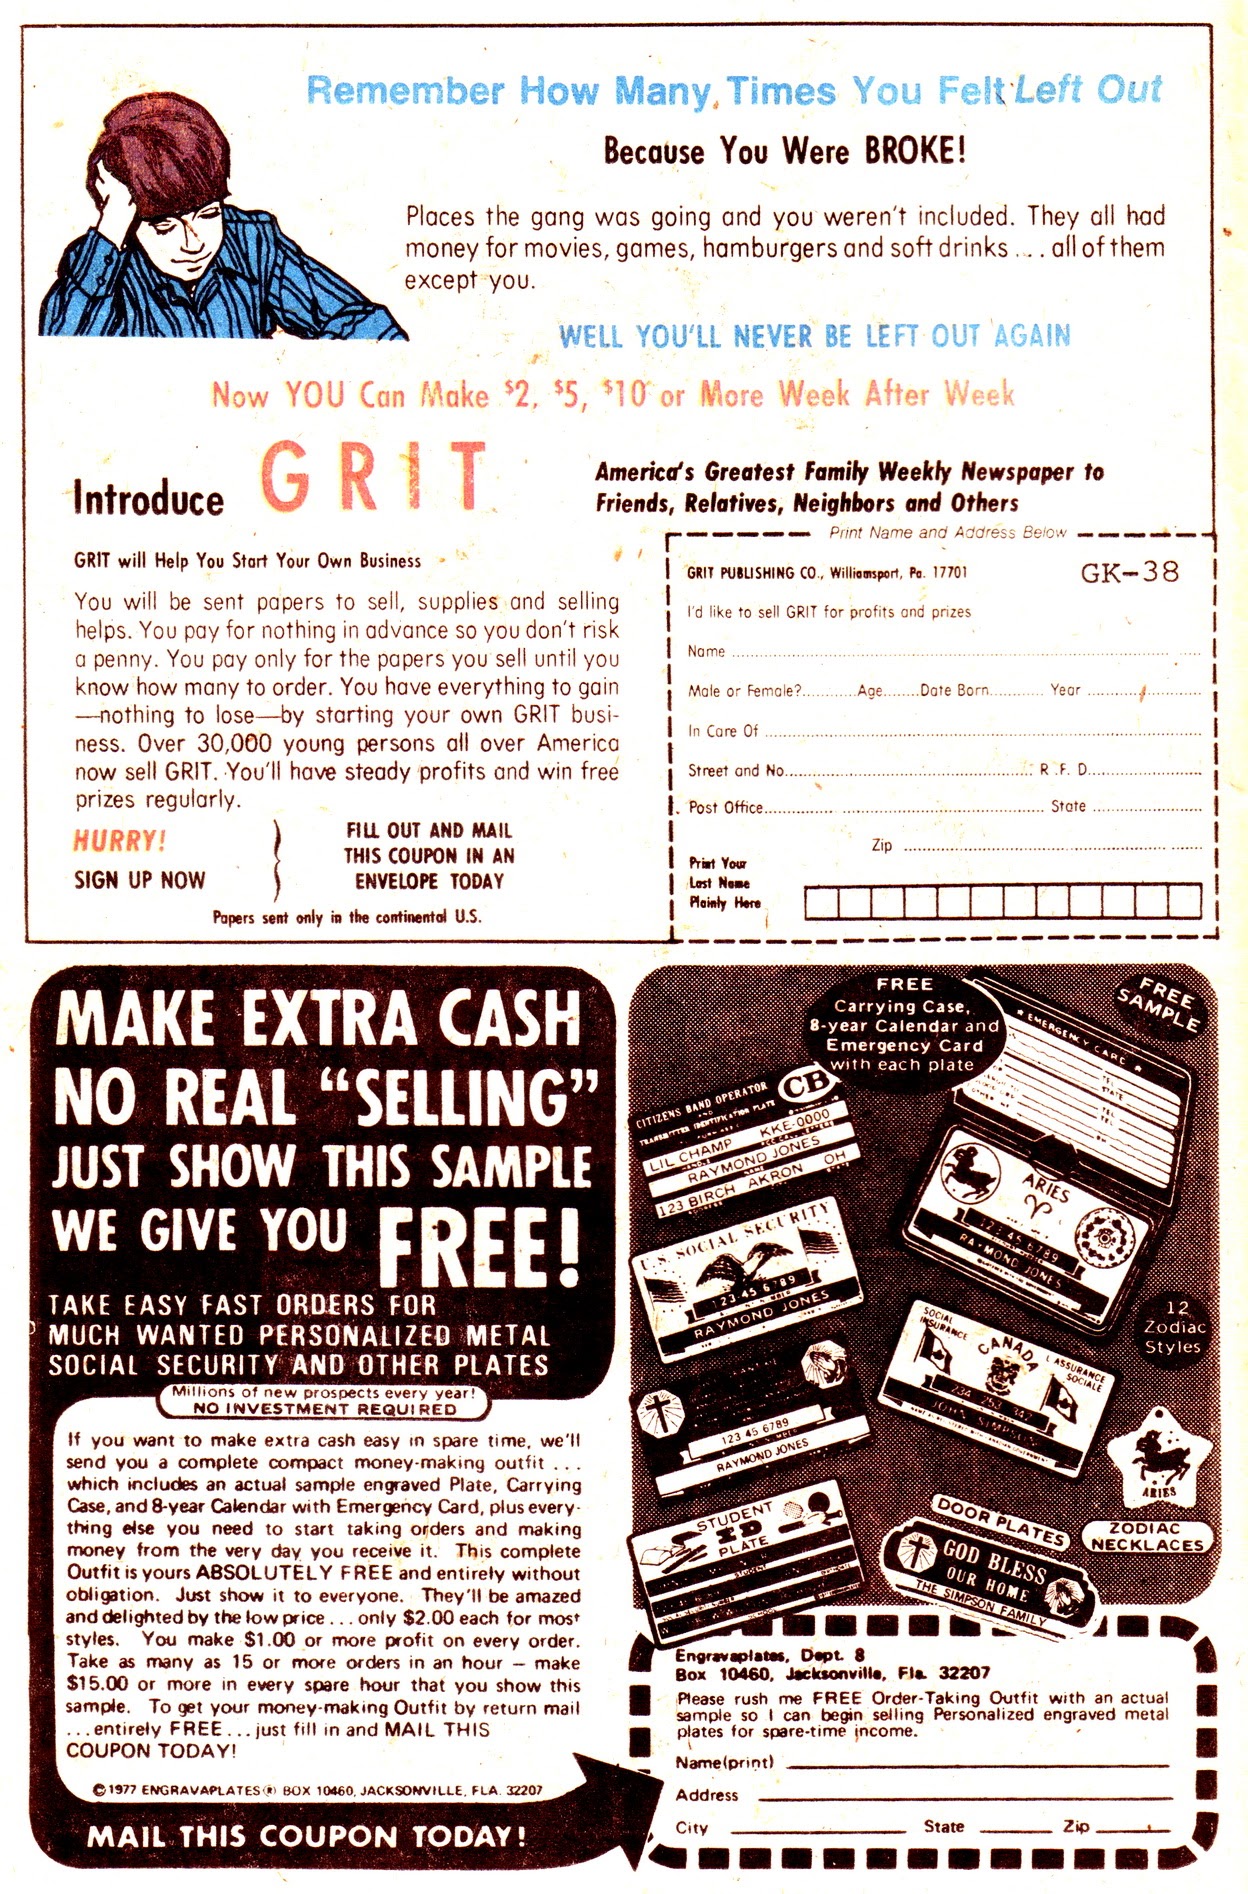 Remember How Many Times You Felt Left Out
Because You Were BROKE!
Places the gang was going and you weren't included. They all had
money for movies, games, hamburgers and soft drinks ... all of them
except you.
WELL YOU'LL NEVER BE LEFT OUT AGAIN
Now YOU Can Make $2, $5, $10 or More Week After Week
Introduce GRIT
America's Greatest Family Weekly Newspaper to
Friends, Relatives, Neighbors and Others
GRIT will Help You Start Your Own Business
You will be sent papers to sell, supplies and selling
helps. You pay for nothing in advance so you don't risk
a penny. You pay only for the papers you sell until you
know how many to order. You have everything to gain
—nothing to lose—by starting your own GRIT busi-
ness. Over 30,000 young persons all over America
now sell GRIT. You'll have steady profits and win free
prizes regularly.
HURRY!
SIGN UP NOW
FILL OUT AND MAIL
THIS COUPON IN AN
ENVELOPE TODAY
Papers sent only in the continental U.S.
Print Name and Address Below
GRIT PUBLISHING CO., Williamsport, Pa. 17701 GK-38
I'd like to sell GRIT for profits and prizes
Name
Male or Female? Age Date Born Year
In Care Of
Street and No. R.F.D.
Post Office State
Zip
Print Your
Last Name
Plainly Here
MAKE EXTRA CASH
NO REAL "SELLING"
JUST SHOW THIS SAMPLE
WE GIVE YOU FREE!
TAKE EASY FAST ORDERS FOR
MUCH WANTED PERSONALIZED METAL
SOCIAL SECURITY AND OTHER PLATES
Millions of new prospects every year!
NO INVESTMENT REQUIRED
If you want to make extra cash easy in spare time, we'll
send you a complete compact money-making outfit ...
which includes an actual sample engraved Plate, Carrying
Case, and 8-year Calendar with Emergency Card, plus every-
thing else you need to start taking orders and making
money from the very day you receive it. This complete
Outfit is yours ABSOLUTELY FREE and entirely without
obligation. Just show it to everyone. They'll be amazed
and delighted by the low price ... only $2.00 each for most
styles. You make $1.00 or more profit on every order.
Take as many as 15 or more orders in an hour — make
$15.00 or more in every spare hour that you show this
sample. To get your money-making Outfit by return mail
...entirely FREE...just fill in and MAIL THIS
COUPON TODAY!
©1977 ENGRAVAPLATES® BOX 10460, JACKSONVILLE, FLA. 32207
MAIL THIS COUPON TODAY!
FREE
Carrying Case,
8-year Calendar and
Emergency Card
with each plate
FREE
SAMPLE
★ EMERGENCY CARD ★
CITIZENS BAND OPERATOR CB
TRANSMITTER IDENTIFICATION PLATE
LIL CHAMP KKE-0000
RAYMOND JONES
123 BIRCH AKRON OH
ARIES
123 45 6789
RAYMOND JONES
U.S. SOCIAL SECURITY
123 45 6789
RAYMOND JONES
12
Zodiac
Styles
SOCIAL
INSURANCE
CANADA
L ASSURANCE
SOCIALE
JOHN SIMPSON
123 45 6789
RAYMOND JONES
ARIES
STUDENT
ID
PLATE
DOOR PLATES
ZODIAC
NECKLACES
GOD BLESS
OUR HOME
THE SIMPSON FAMILY
Engravaplates, Dept. 8
Box 10460, Jacksonville, Fla. 32207
Please rush me FREE Order-Taking Outfit with an actual
sample so I can begin selling Personalized engraved metal
plates for spare-time income.
Name(print)
Address
City State Zip